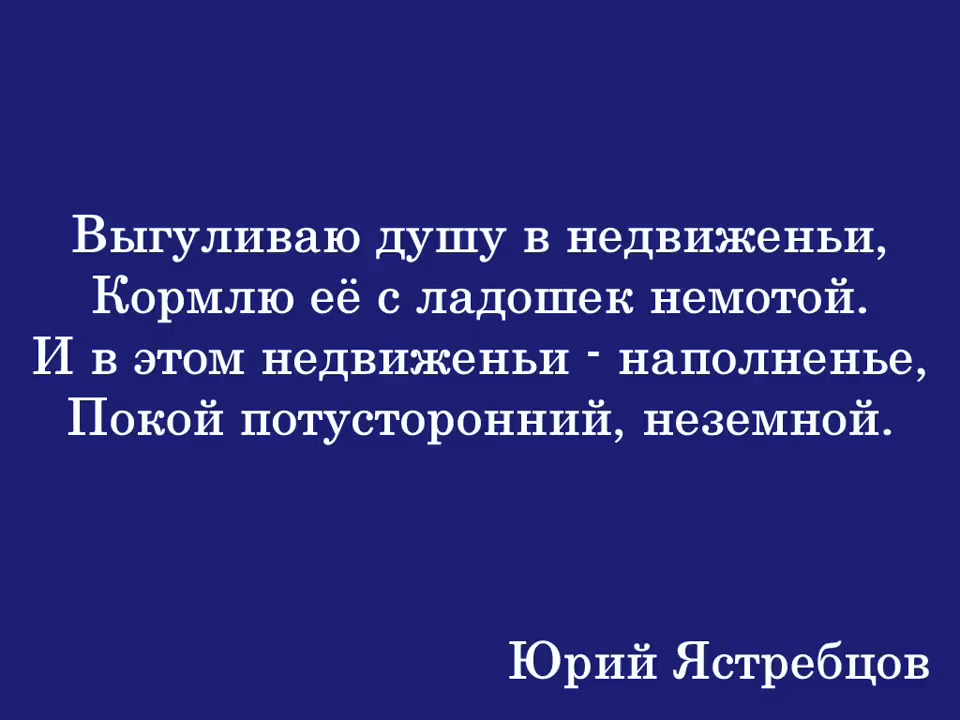 Выгуливаю душу в недвиженьи,
Кормлю её с ладошек немотой.
И в этом недвиженьи - наполненье,
Покой потусторонний, неземной.
Юрий Ястребцов